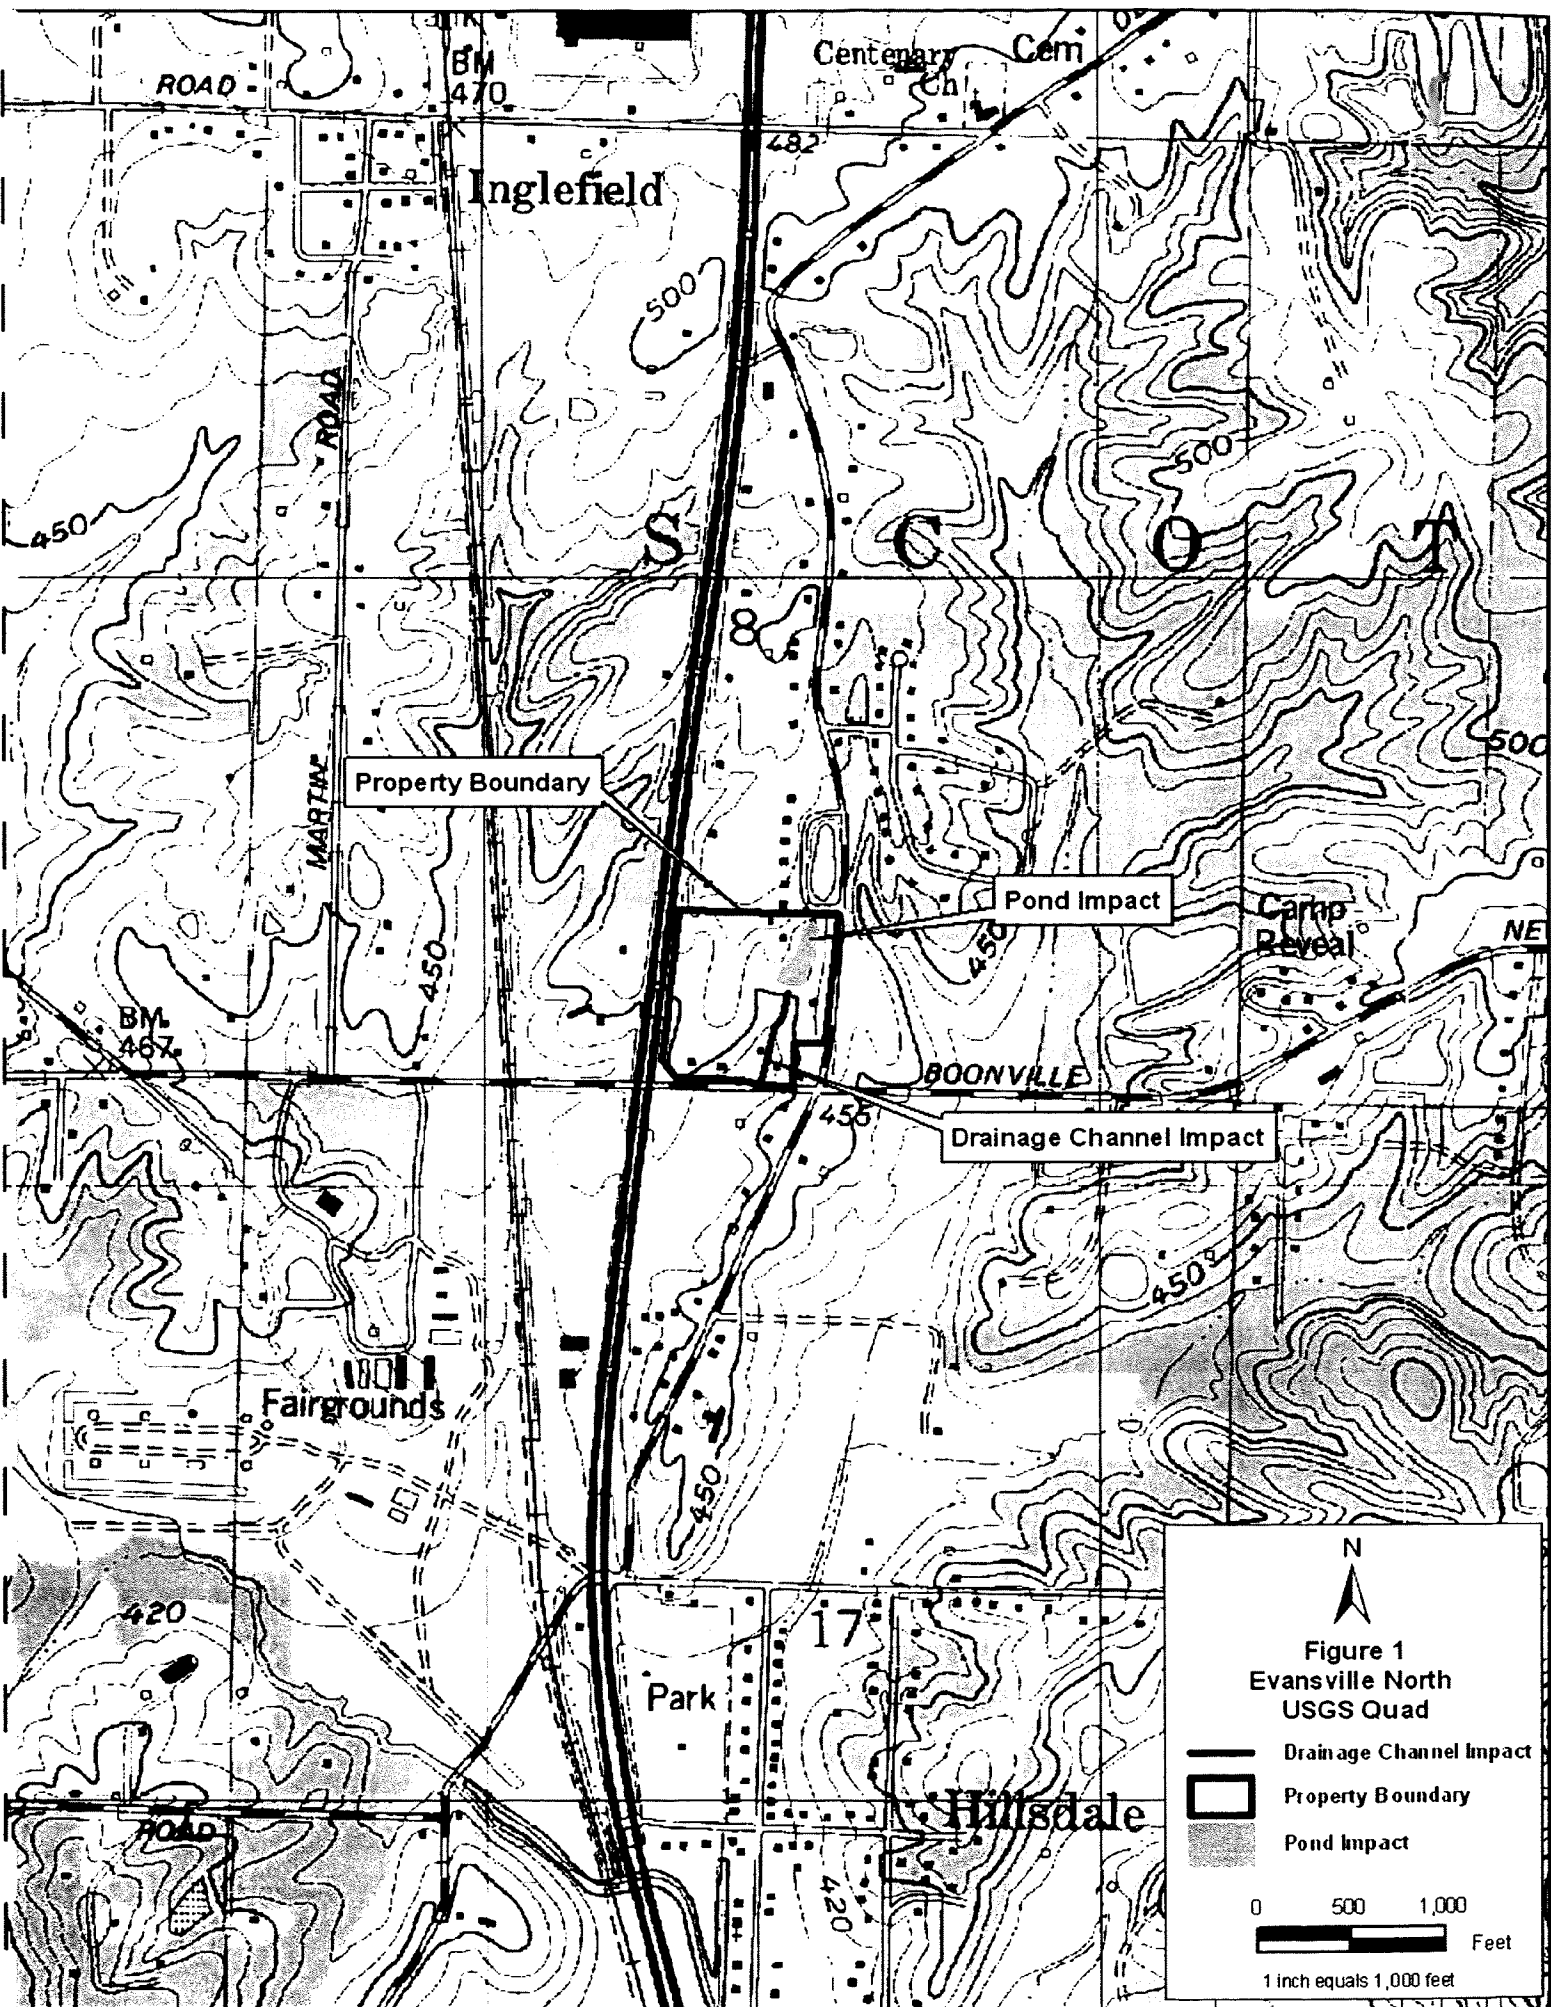 ROAD
BM
470
Centenary
Ch
Cem
482
Inglefield
500
ROAD
500
450
S C O T
8
500
Property Boundary
MARTIN
Pond Impact
Camp
Reveal
NE
450
450
BM
467
BOONVILLE
455
Drainage Channel Impact
450
Fairgrounds
450
420
17
Park
Hillsdale
ROAD
420
N
Figure 1
Evansville North
USGS Quad
Drainage Channel Impact
Property Boundary
Pond Impact
0 500 1,000
Feet
1 inch equals 1,000 feet